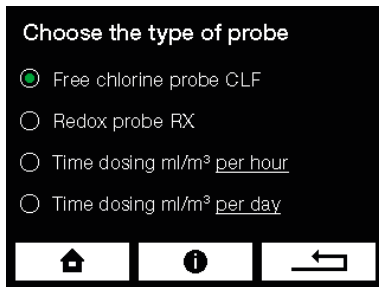 Choose the type of probe
Free chlorine probe CLF
Redox probe RX
Time dosing ml/m³ per hour
Time dosing ml/m³ per day